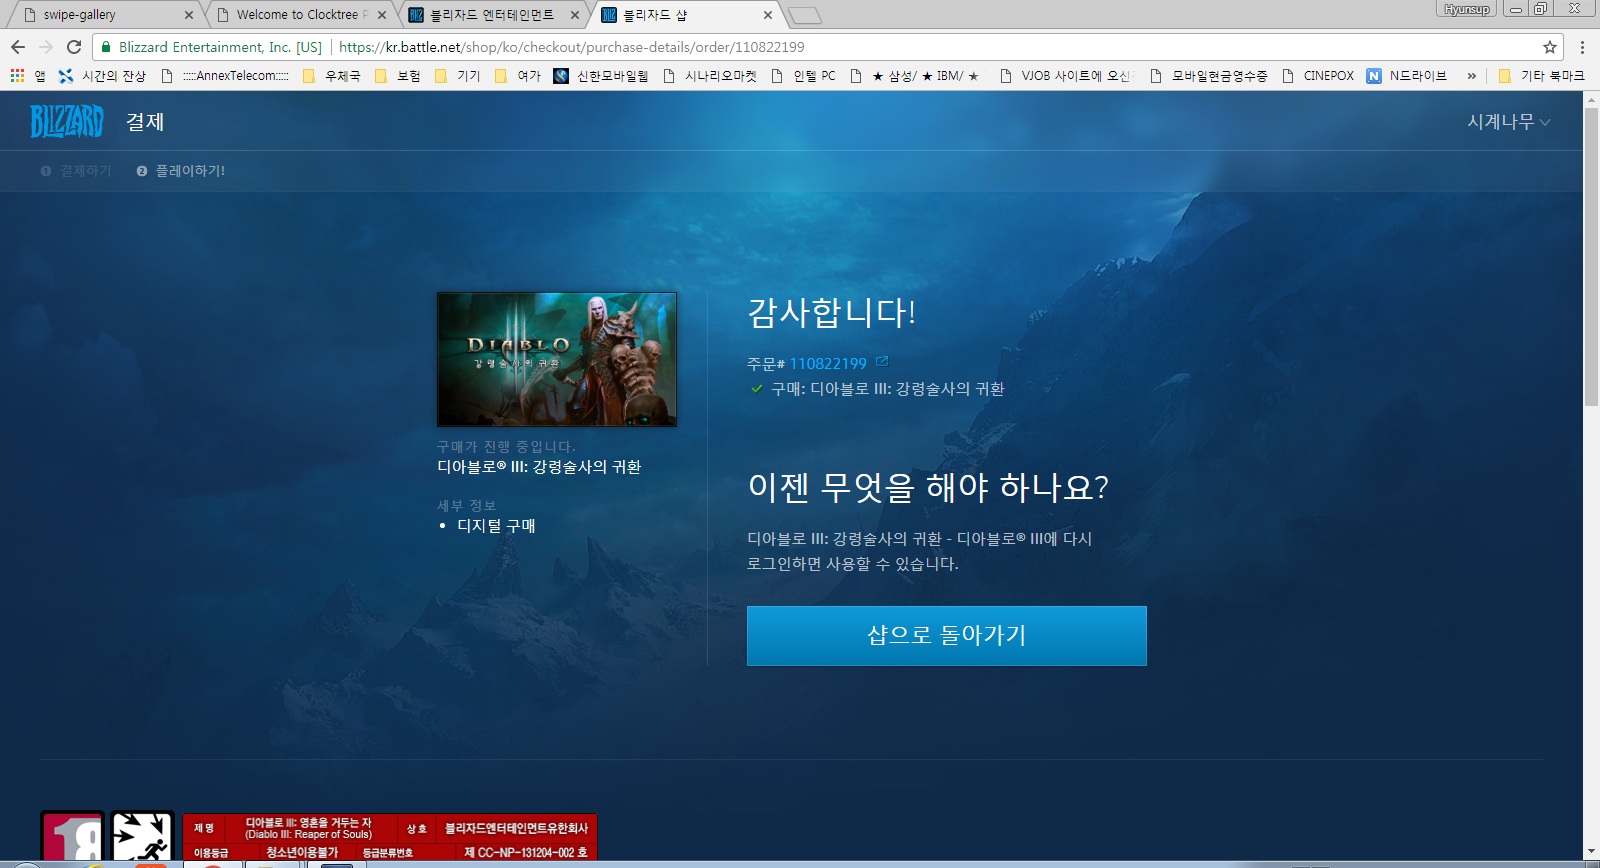 swipe-gallery
Welcome to Clocktree P
블리자드 엔터테인먼트
블리자드 샵
Hyunsup
Blizzard Entertainment, Inc. [US]
https://kr.battle.net/shop/ko/checkout/purchase-details/order/110822199
앱
시간의 잔상
:::::AnnexTelecom:::::
우체국
보험
기기
여가
신한모바일웹
시나리오마켓
인텔 PC
★ 삼성/ ★ IBM/ ★
VJOB 사이트에 오신
모바일현금영수증
CINEPOX
N드라이브
»
기타 북마크
BLIZZARD
결제
시계나무
1 결제하기
2 플레이하기!
DIABLO
III
강령술사의 귀환
구매가 진행 중입니다.
디아블로® III: 강령술사의 귀환
세부 정보
• 디지털 구매
감사합니다!
주문# 110822199
구매: 디아블로 III: 강령술사의 귀환
이젠 무엇을 해야 하나요?
디아블로 III: 강령술사의 귀환 - 디아블로® III에 다시
로그인하면 사용할 수 있습니다.
샵으로 돌아가기
18
제 명
디아블로 III: 영혼을 거두는 자
(Diablo III: Reaper of Souls)
상 호
블리자드엔터테인먼트유한회사
이용등급
청소년이용불가
등급분류번호
제 CC-NP-131204-002 호